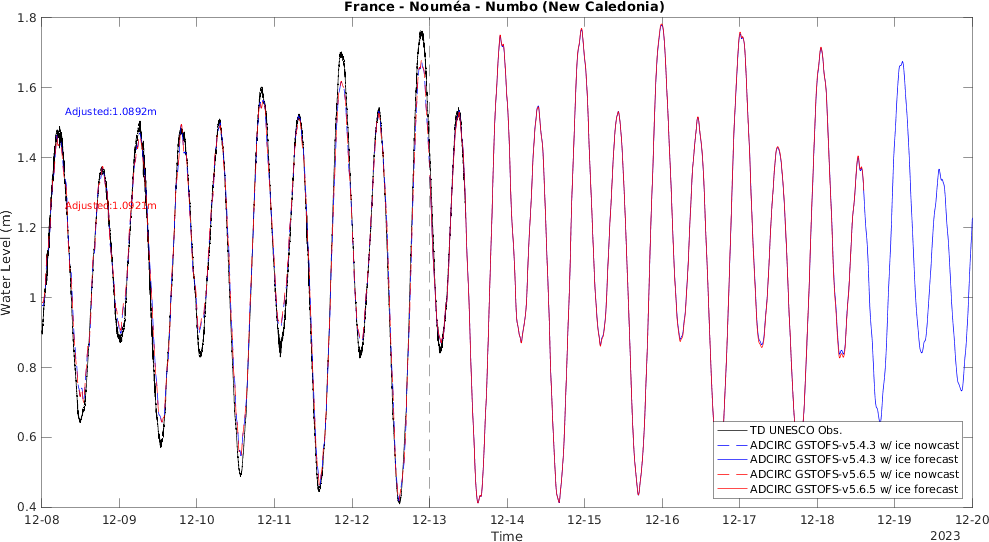 France - Nouméa - Numbo (New Caledonia)
1.8
1.6
1.4
1.2
1
0.8
0.6
0.4
Water Level (m)
Adjusted:1.0892m
Adjusted:1.0921m
TD UNESCO Obs.
ADCIRC GSTOFS-v5.4.3 w/ ice nowcast
ADCIRC GSTOFS-v5.4.3 w/ ice forecast
ADCIRC GSTOFS-v5.6.5 w/ ice nowcast
ADCIRC GSTOFS-v5.6.5 w/ ice forecast
12-08 12-09 12-10 12-11 12-12 12-13 12-14 12-15 12-16 12-17 12-18 12-19 12-20
Time
2023